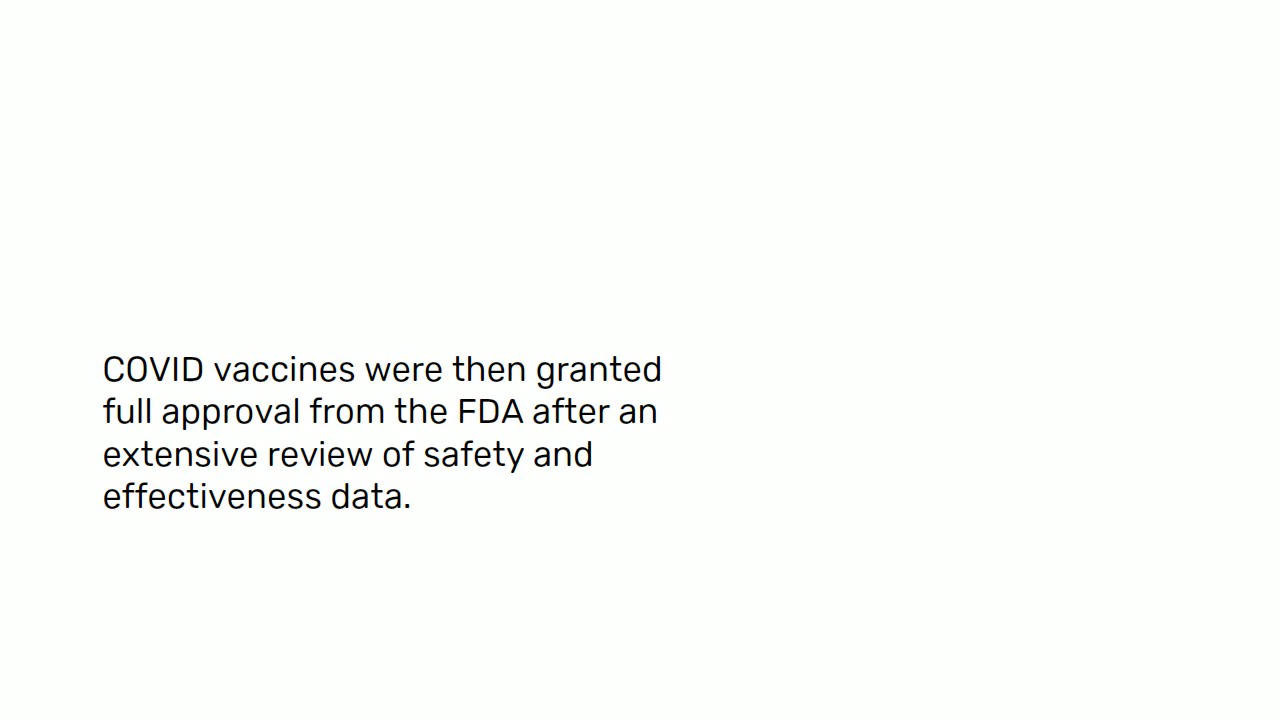 COVID vaccines were then granted
full approval from the FDA after an
extensive review of safety and
effectiveness data.